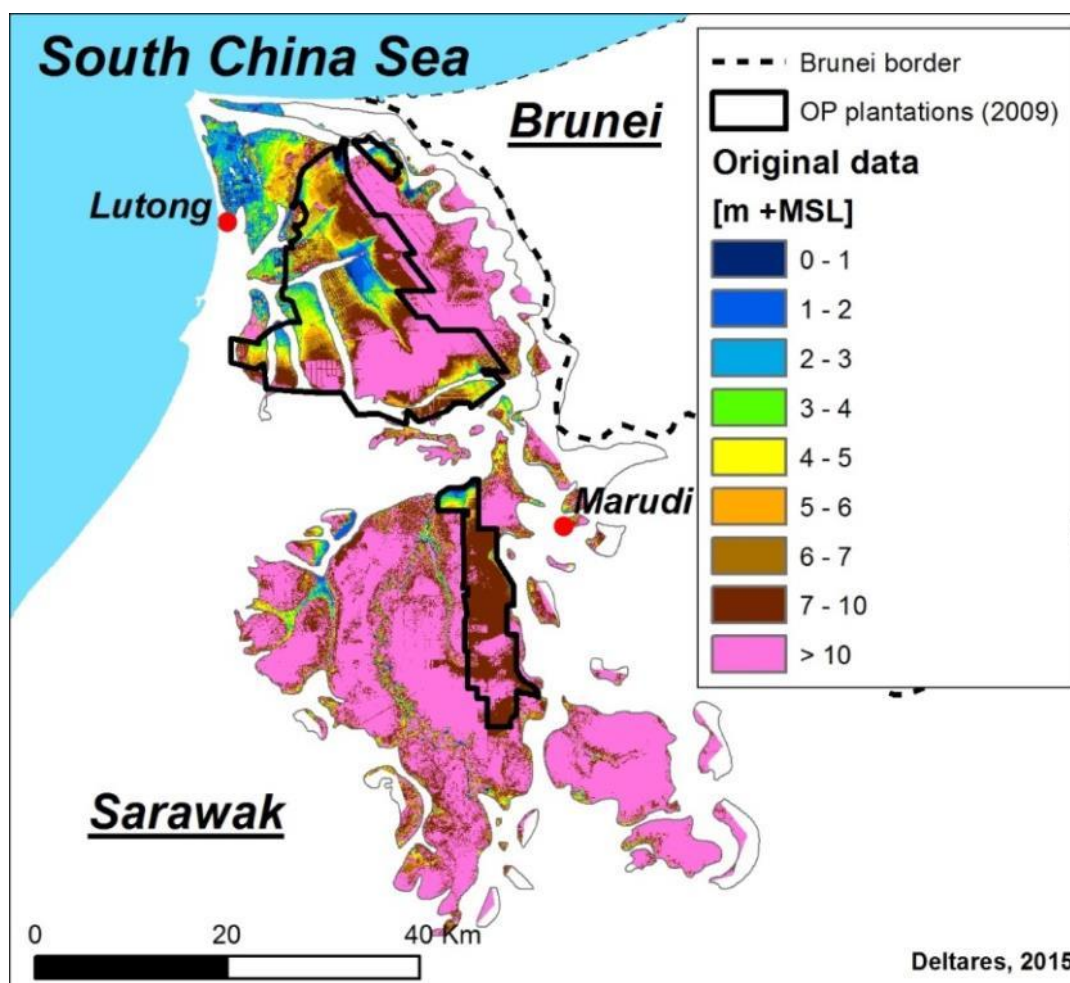 South China Sea
Brunei
Lutong
Marudi
Sarawak
Brunei border
OP plantations (2009)
Original data
[m +MSL]
0 - 1
1 - 2
2 - 3
3 - 4
4 - 5
5 - 6
6 - 7
7 - 10
> 10
0 20 40 Km
Deltares, 2015